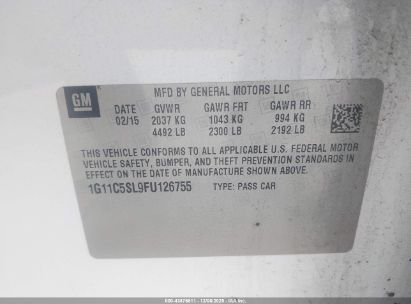 GM
MFD BY GENERAL MOTORS LLC
DATE GVWR GAWR FRT GAWR RR
02/15 2037 KG 1043 KG 994 KG
4492 LB 2300 LB 2192 LB
THIS VEHICLE CONFORMS TO ALL APPLICABLE U.S. FEDERAL MOTOR
VEHICLE SAFETY, BUMPER, AND THEFT PREVENTION STANDARDS IN
EFFECT ON THE DATE OF MANUFACTURE SHOWN ABOVE.
1G11C5SL9FU126755 TYPE: PASS CAR